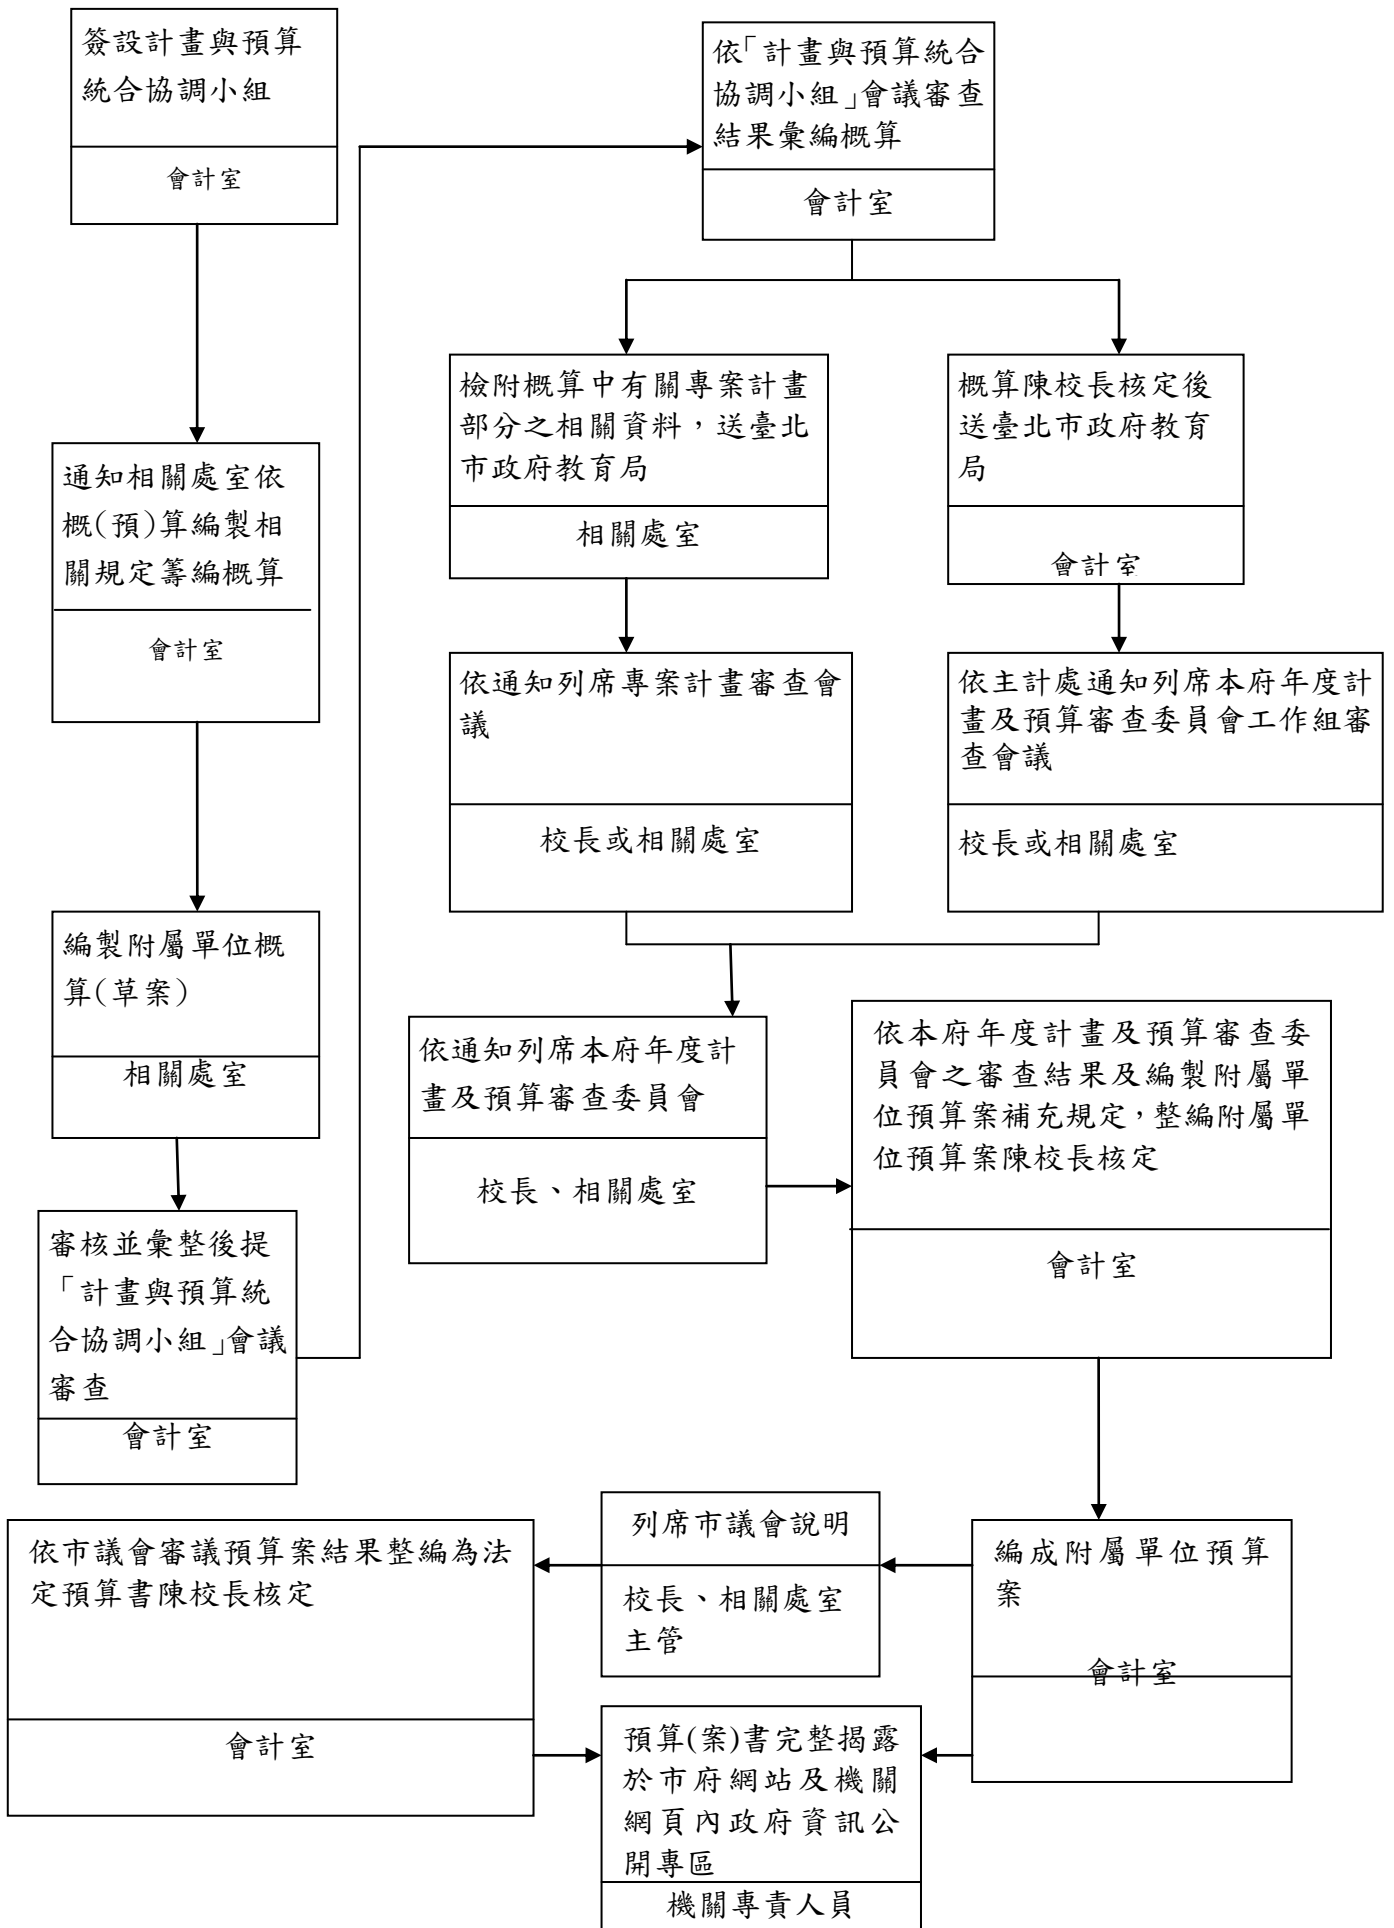 簽設計畫與預算
統合協調小組
會計室
通知相關處室依
概(預)算編製相
關規定籌編概算
會計室
編製附屬單位概
算(草案)
相關處室
審核並彙整後提
「計畫與預算統
合協調小組」會議
審查
會計室
依「計畫與預算統合
協調小組」會議審查
結果彙編概算
會計室
檢附概算中有關專案計畫
部分之相關資料，送臺北
市政府教育局
相關處室
概算陳校長核定後
送臺北市政府教育
局
會計室
依通知列席專案計畫審查會
議
校長或相關處室
依主計處通知列席本府年度計
畫及預算審查委員會工作組審
查會議
校長或相關處室
依通知列席本府年度計
畫及預算審查委員會
校長、相關處室
依本府年度計畫及預算審查委
員會之審查結果及編製附屬單
位預算案補充規定，整編附屬單
位預算案陳校長核定
會計室
編成附屬單位預算
案
會計室
列席市議會說明
校長、相關處室
主管
依市議會審議預算案結果整編為法
定預算書陳校長核定
會計室
預算(案)書完整揭露
於市府網站及機關
網頁內政府資訊公
開專區
機關專責人員